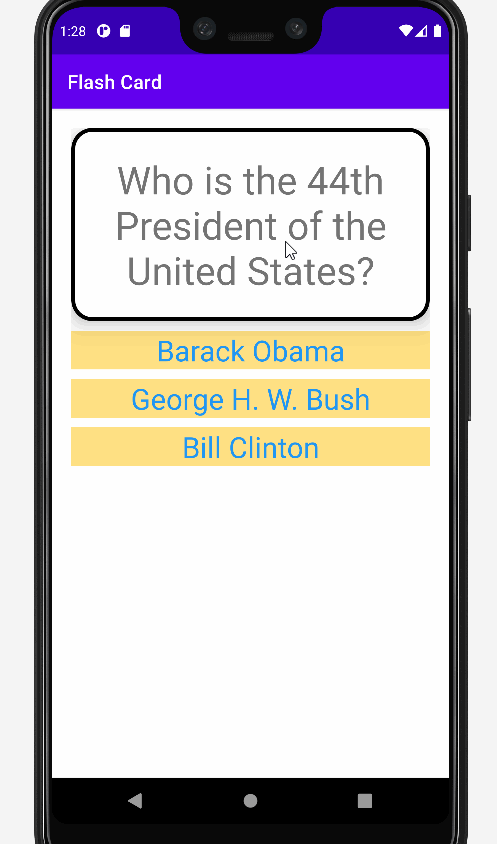 1:28
Flash Card
Who is the 44th
President of the
United States?
Barack Obama
George H. W. Bush
Bill Clinton